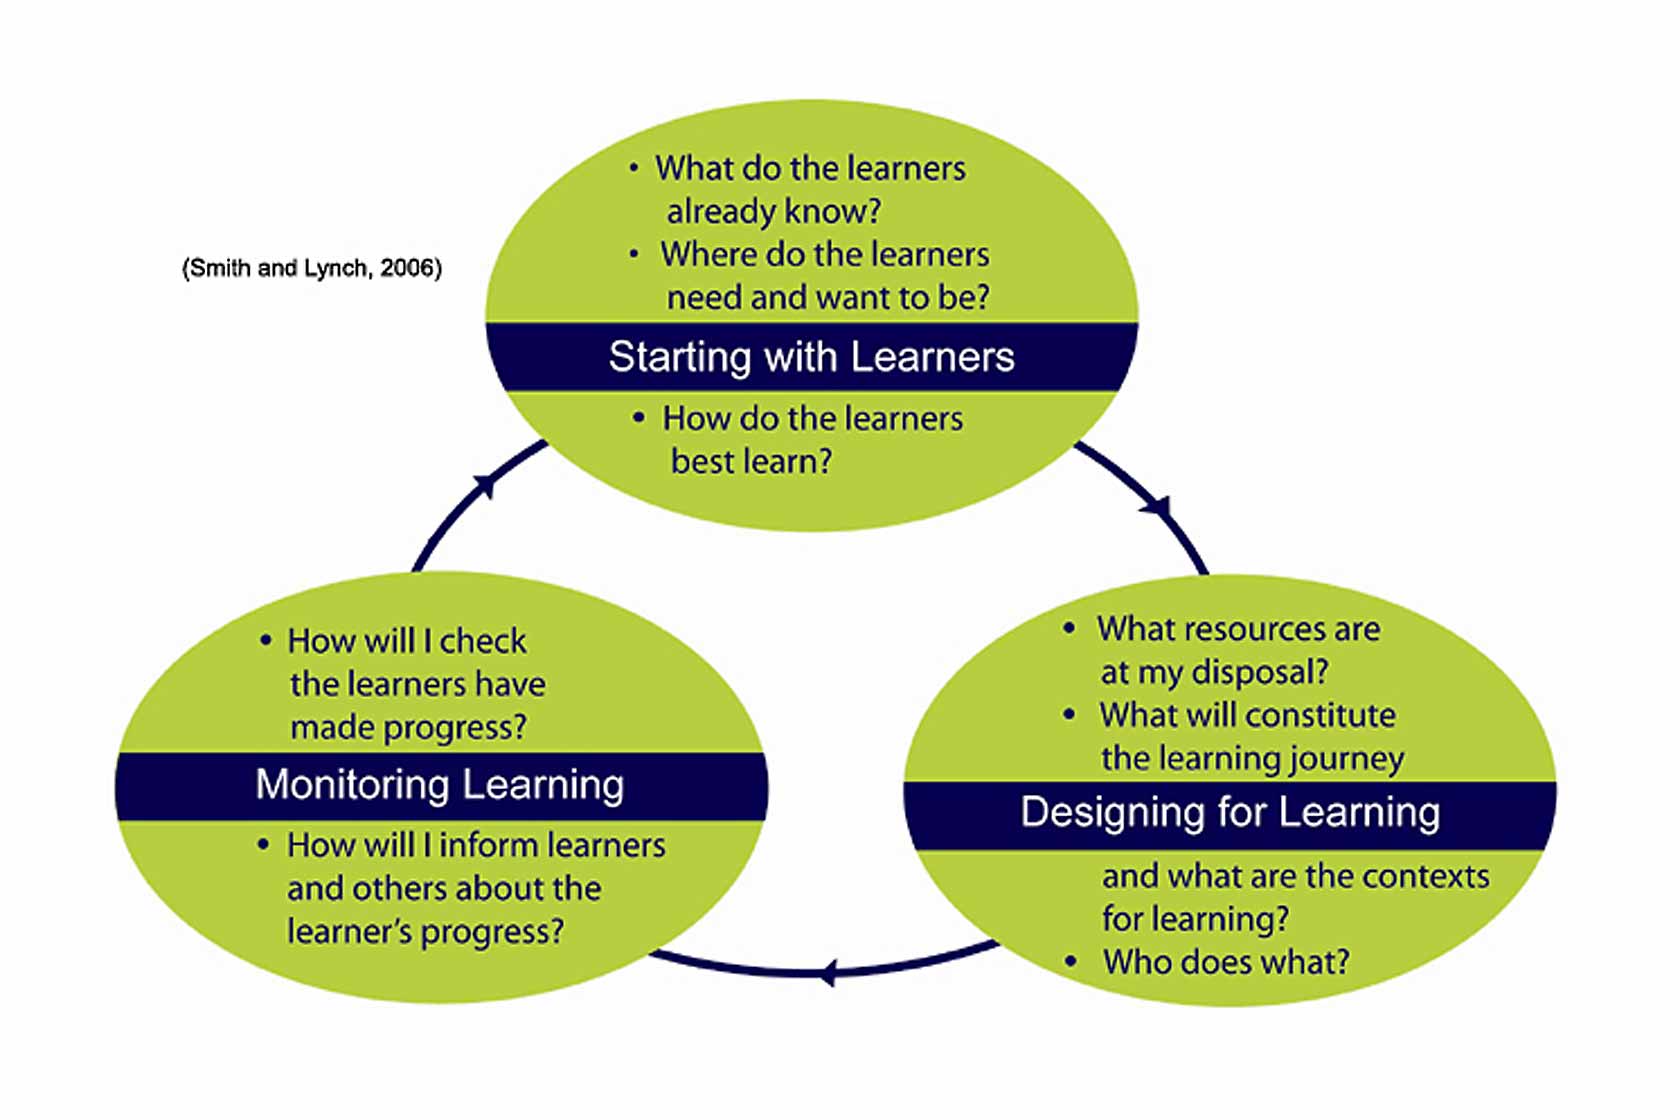 • What do the learners
already know?
• Where do the learners
need and want to be?
(Smith and Lynch, 2006)
Starting with Learners
• How do the learners
best learn?
• How will I check
the learners have
made progress?
Monitoring Learning
• How will I inform learners
and others about the
learner's progress?
• What resources are
at my disposal?
• What will constitute
the learning journey
Designing for Learning
and what are the contexts
for learning?
• Who does what?